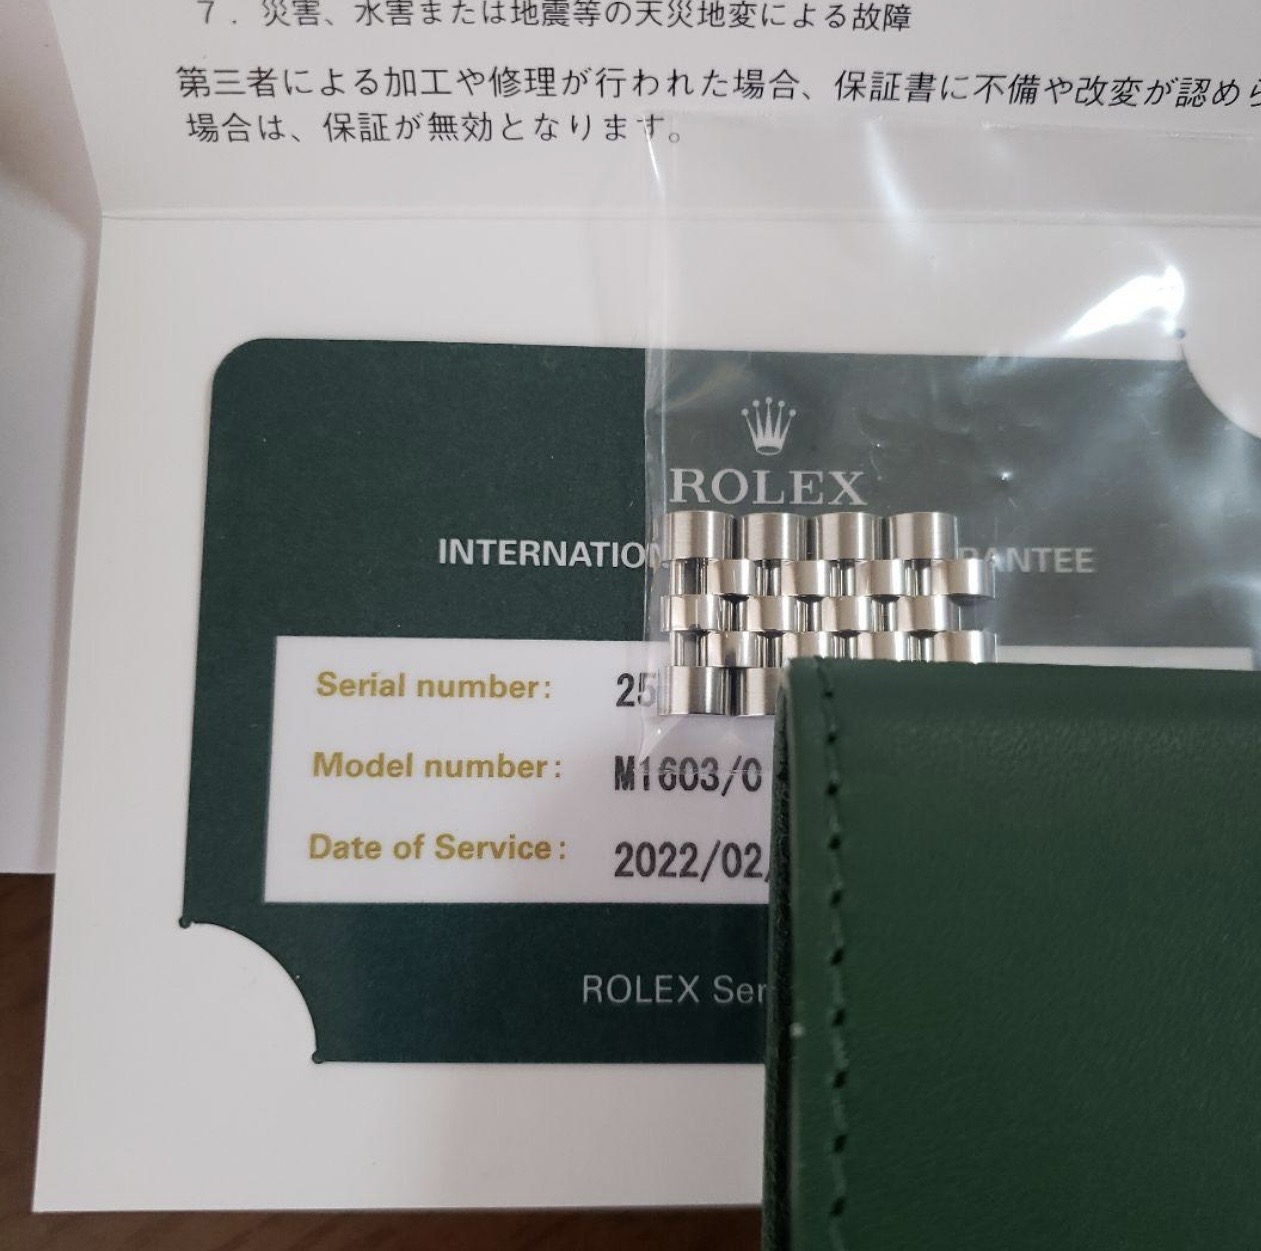 7. 災害、水害または地震等の天災地変による故障
第三者による加工や修理が行われた場合、保証書に不備や改変が認めら
場合は、保証が無効となります。
ROLEX
Serial number: 25
Model number: M1603/0
Date of Service: 2022/02/
ROLEX